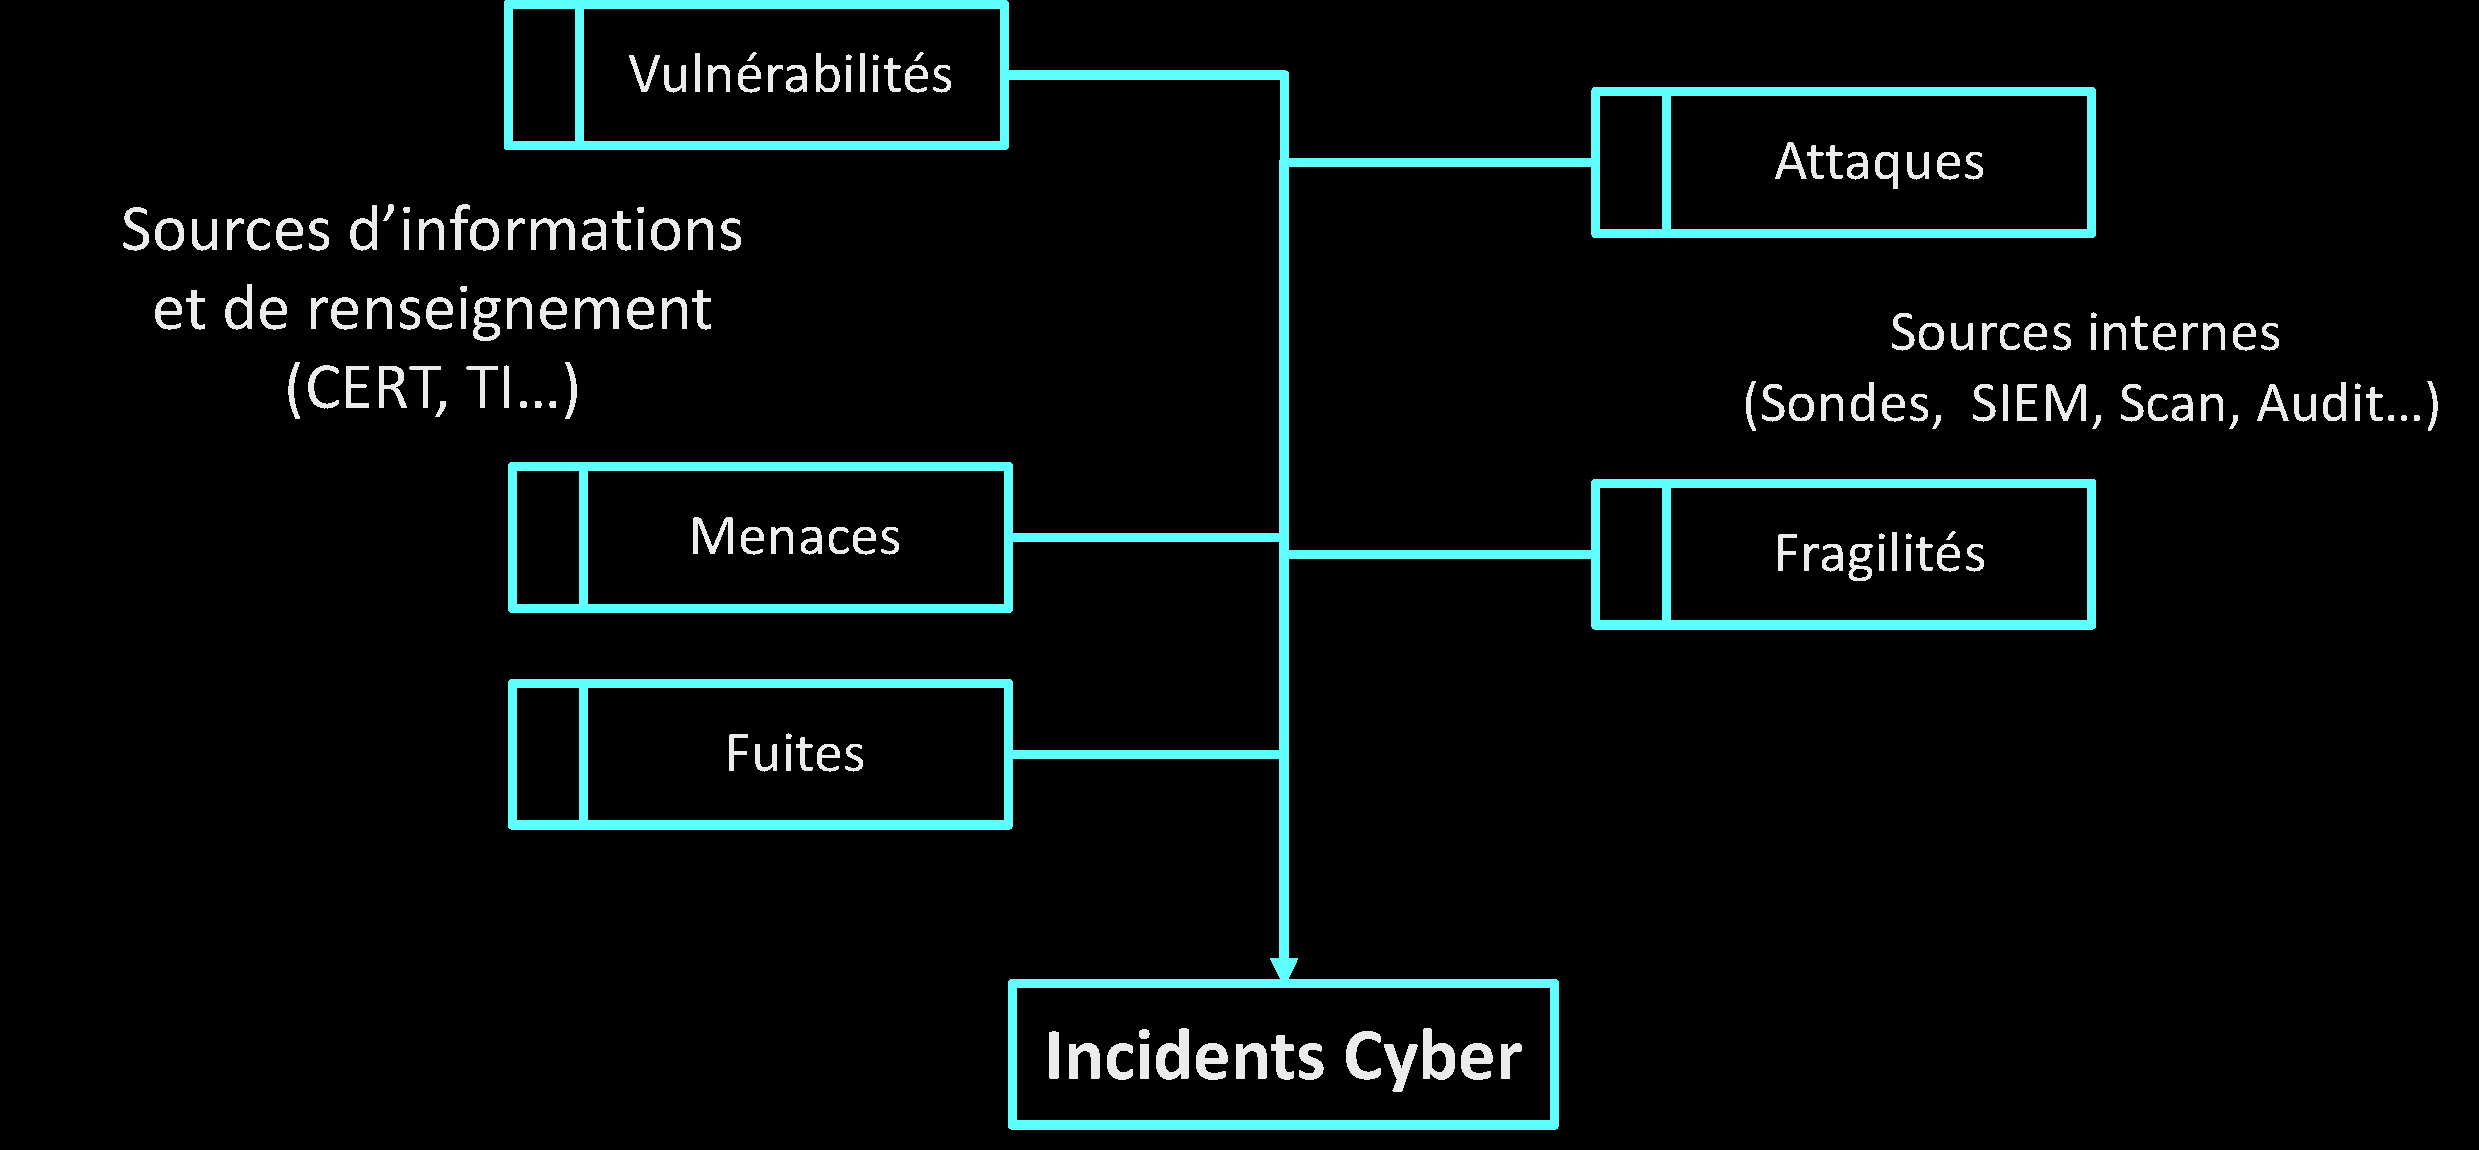 Vulnérabilités
Attaques
Sources d’informations
et de renseignement
(CERT, TI...)
Sources internes
(Sondes,  SIEM, Scan, Audit...)
Menaces
Fragilités
Fuites
Incidents Cyber